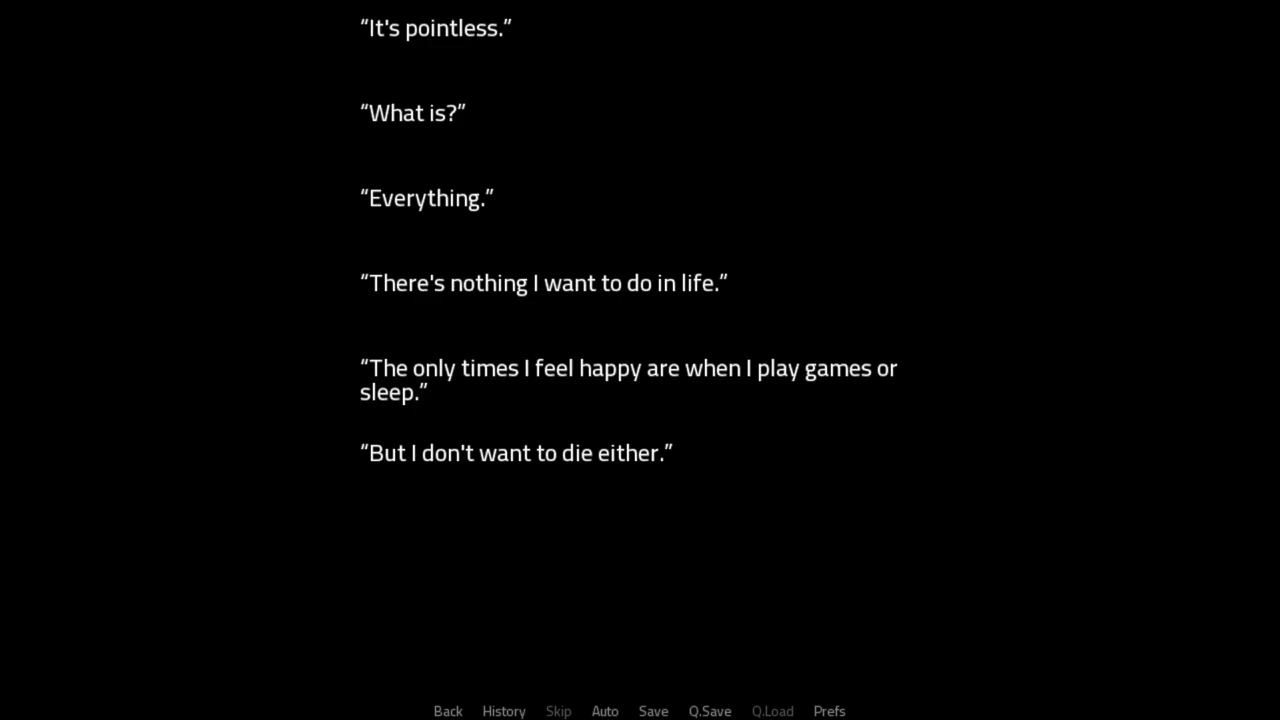 “It's pointless.”
“What is?”
“Everything.”
“There's nothing I want to do in life.”
“The only times I feel happy are when I play games or
sleep.”
“But I don't want to die either.”
Back History Skip Auto Save Q.Save Q.Load Prefs